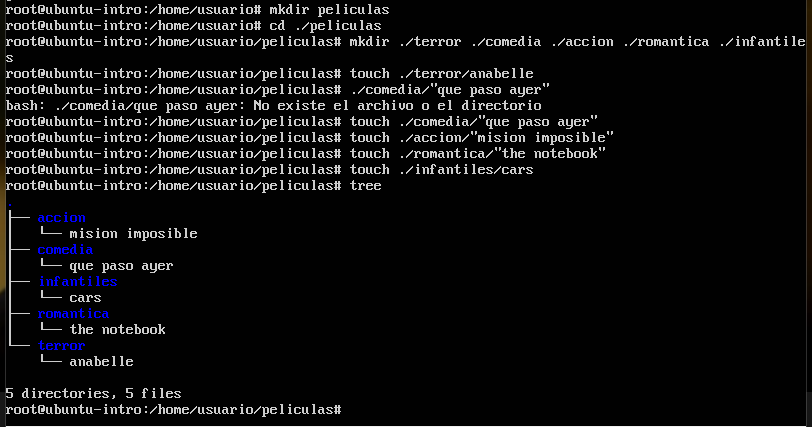 root@ubuntu-intro:/home/usuario# mkdir peliculas
root@ubuntu-intro:/home/usuario# cd ./peliculas
root@ubuntu-intro:/home/usuario/peliculas# mkdir ./terror ./comedia ./accion ./romantica ./infantile
s
root@ubuntu-intro:/home/usuario/peliculas# touch ./terror/anabelle
root@ubuntu-intro:/home/usuario/peliculas# ./comedia/"que paso ayer"
bash: ./comedia/que paso ayer: No existe el archivo o el directorio
root@ubuntu-intro:/home/usuario/peliculas# touch ./comedia/"que paso ayer"
root@ubuntu-intro:/home/usuario/peliculas# touch ./accion/"mision imposible"
root@ubuntu-intro:/home/usuario/peliculas# touch ./romantica/"the notebook"
root@ubuntu-intro:/home/usuario/peliculas# touch ./infantiles/cars
root@ubuntu-intro:/home/usuario/peliculas# tree
.
├── accion
│   └── mision imposible
├── comedia
│   └── que paso ayer
├── infantiles
│   └── cars
├── romantica
│   └── the notebook
└── terror
    └── anabelle

5 directories, 5 files
root@ubuntu-intro:/home/usuario/peliculas#